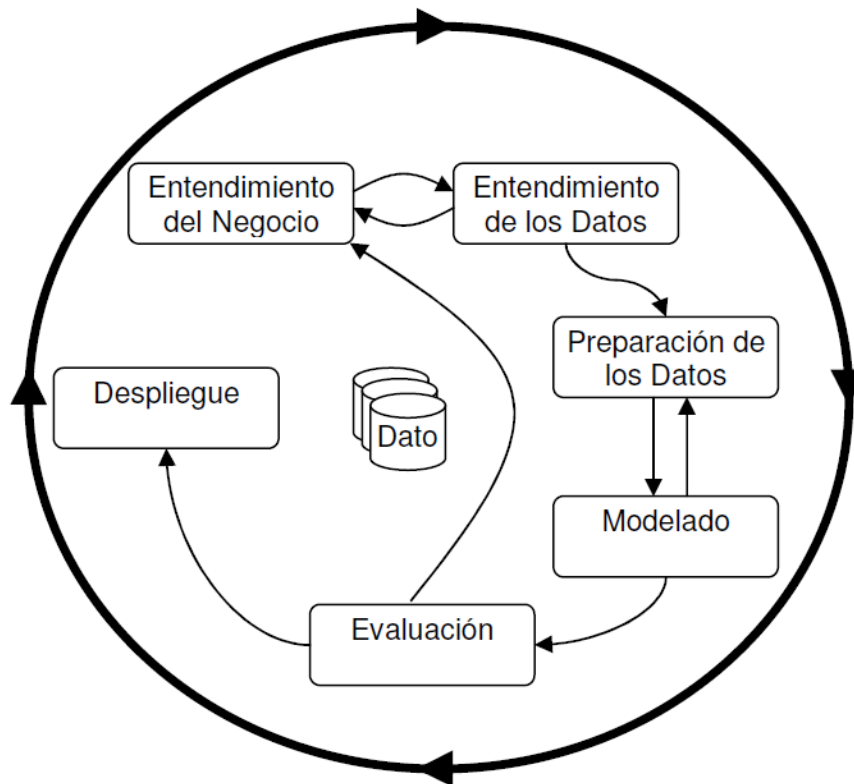 Entendimiento
del Negocio
Entendimiento
de los Datos
Preparación de
los Datos
Despliegue
Dato
Modelado
Evaluación